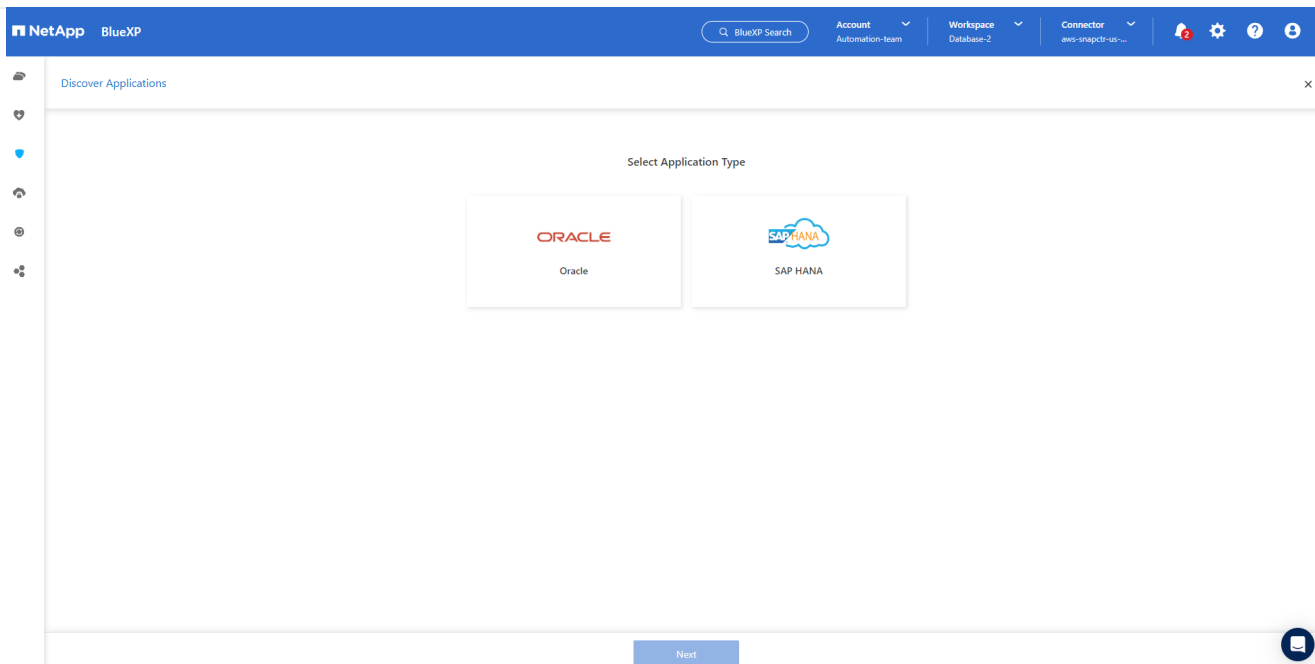 NetApp BlueXP
BlueXP Search
Account
Automation-team
Workspace
Database-2
Connector
aws-snapctr-us-...
2
Discover Applications
Select Application Type
ORACLE
Oracle
SAP HANA
SAP HANA
Next